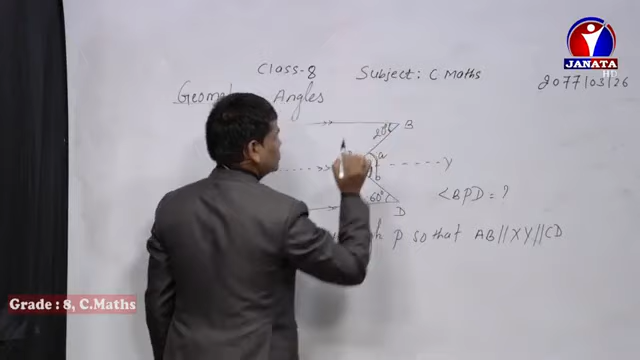 JANATA
HD
Class-8 Subject: C Maths
2077/03/26
Angles
B
a
Y
b
60°
D
<BPD = ?
P so that AB//XY//CD
Grade : 8, C.Maths